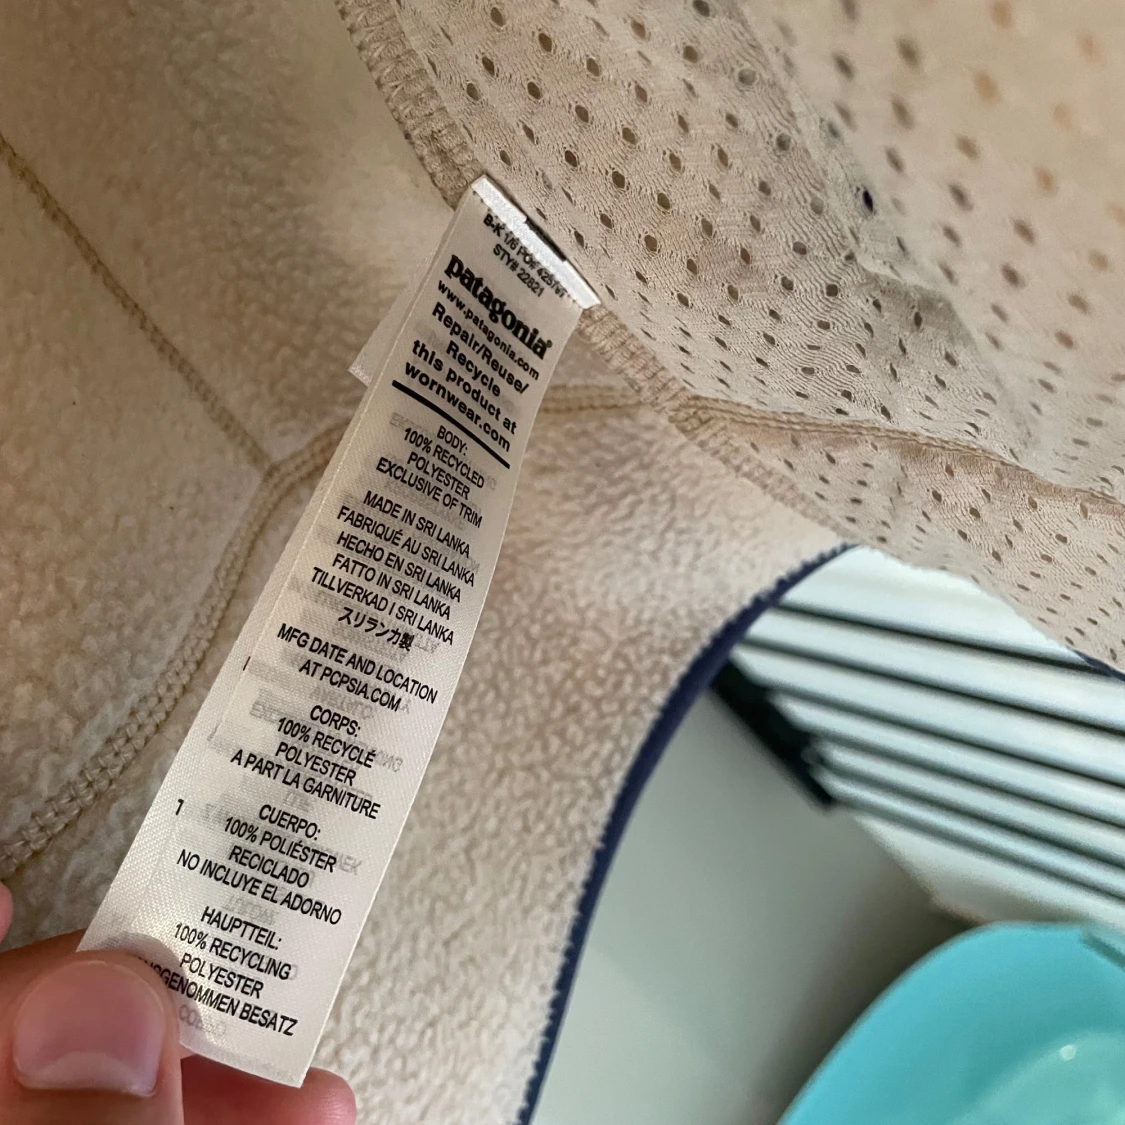 B-K 1/6 PO#
STY# 22821
patagonia®
www.patagonia.com
Repair/Reuse/
Recycle
this product at
wornwear.com
BODY:
100% RECYCLED
POLYESTER
EXCLUSIVE OF TRIM
MADE IN SRI LANKA
FABRIQUÉ AU SRI LANKA
HECHO EN SRI LANKA
FATTO IN SRI LANKA
TILLVERKAD I SRI LANKA
スリランカ製
MFG DATE AND LOCATION
AT PCPSIA.COM
CORPS:
100% RECYCLÉ
POLYESTER
A PART LA GARNITURE
CUERPO:
100% POLIÉSTER
RECICLADO
NO INCLUYE EL ADORNO
HAUPTTEIL:
100% RECYCLING
POLYESTER
BESATZ